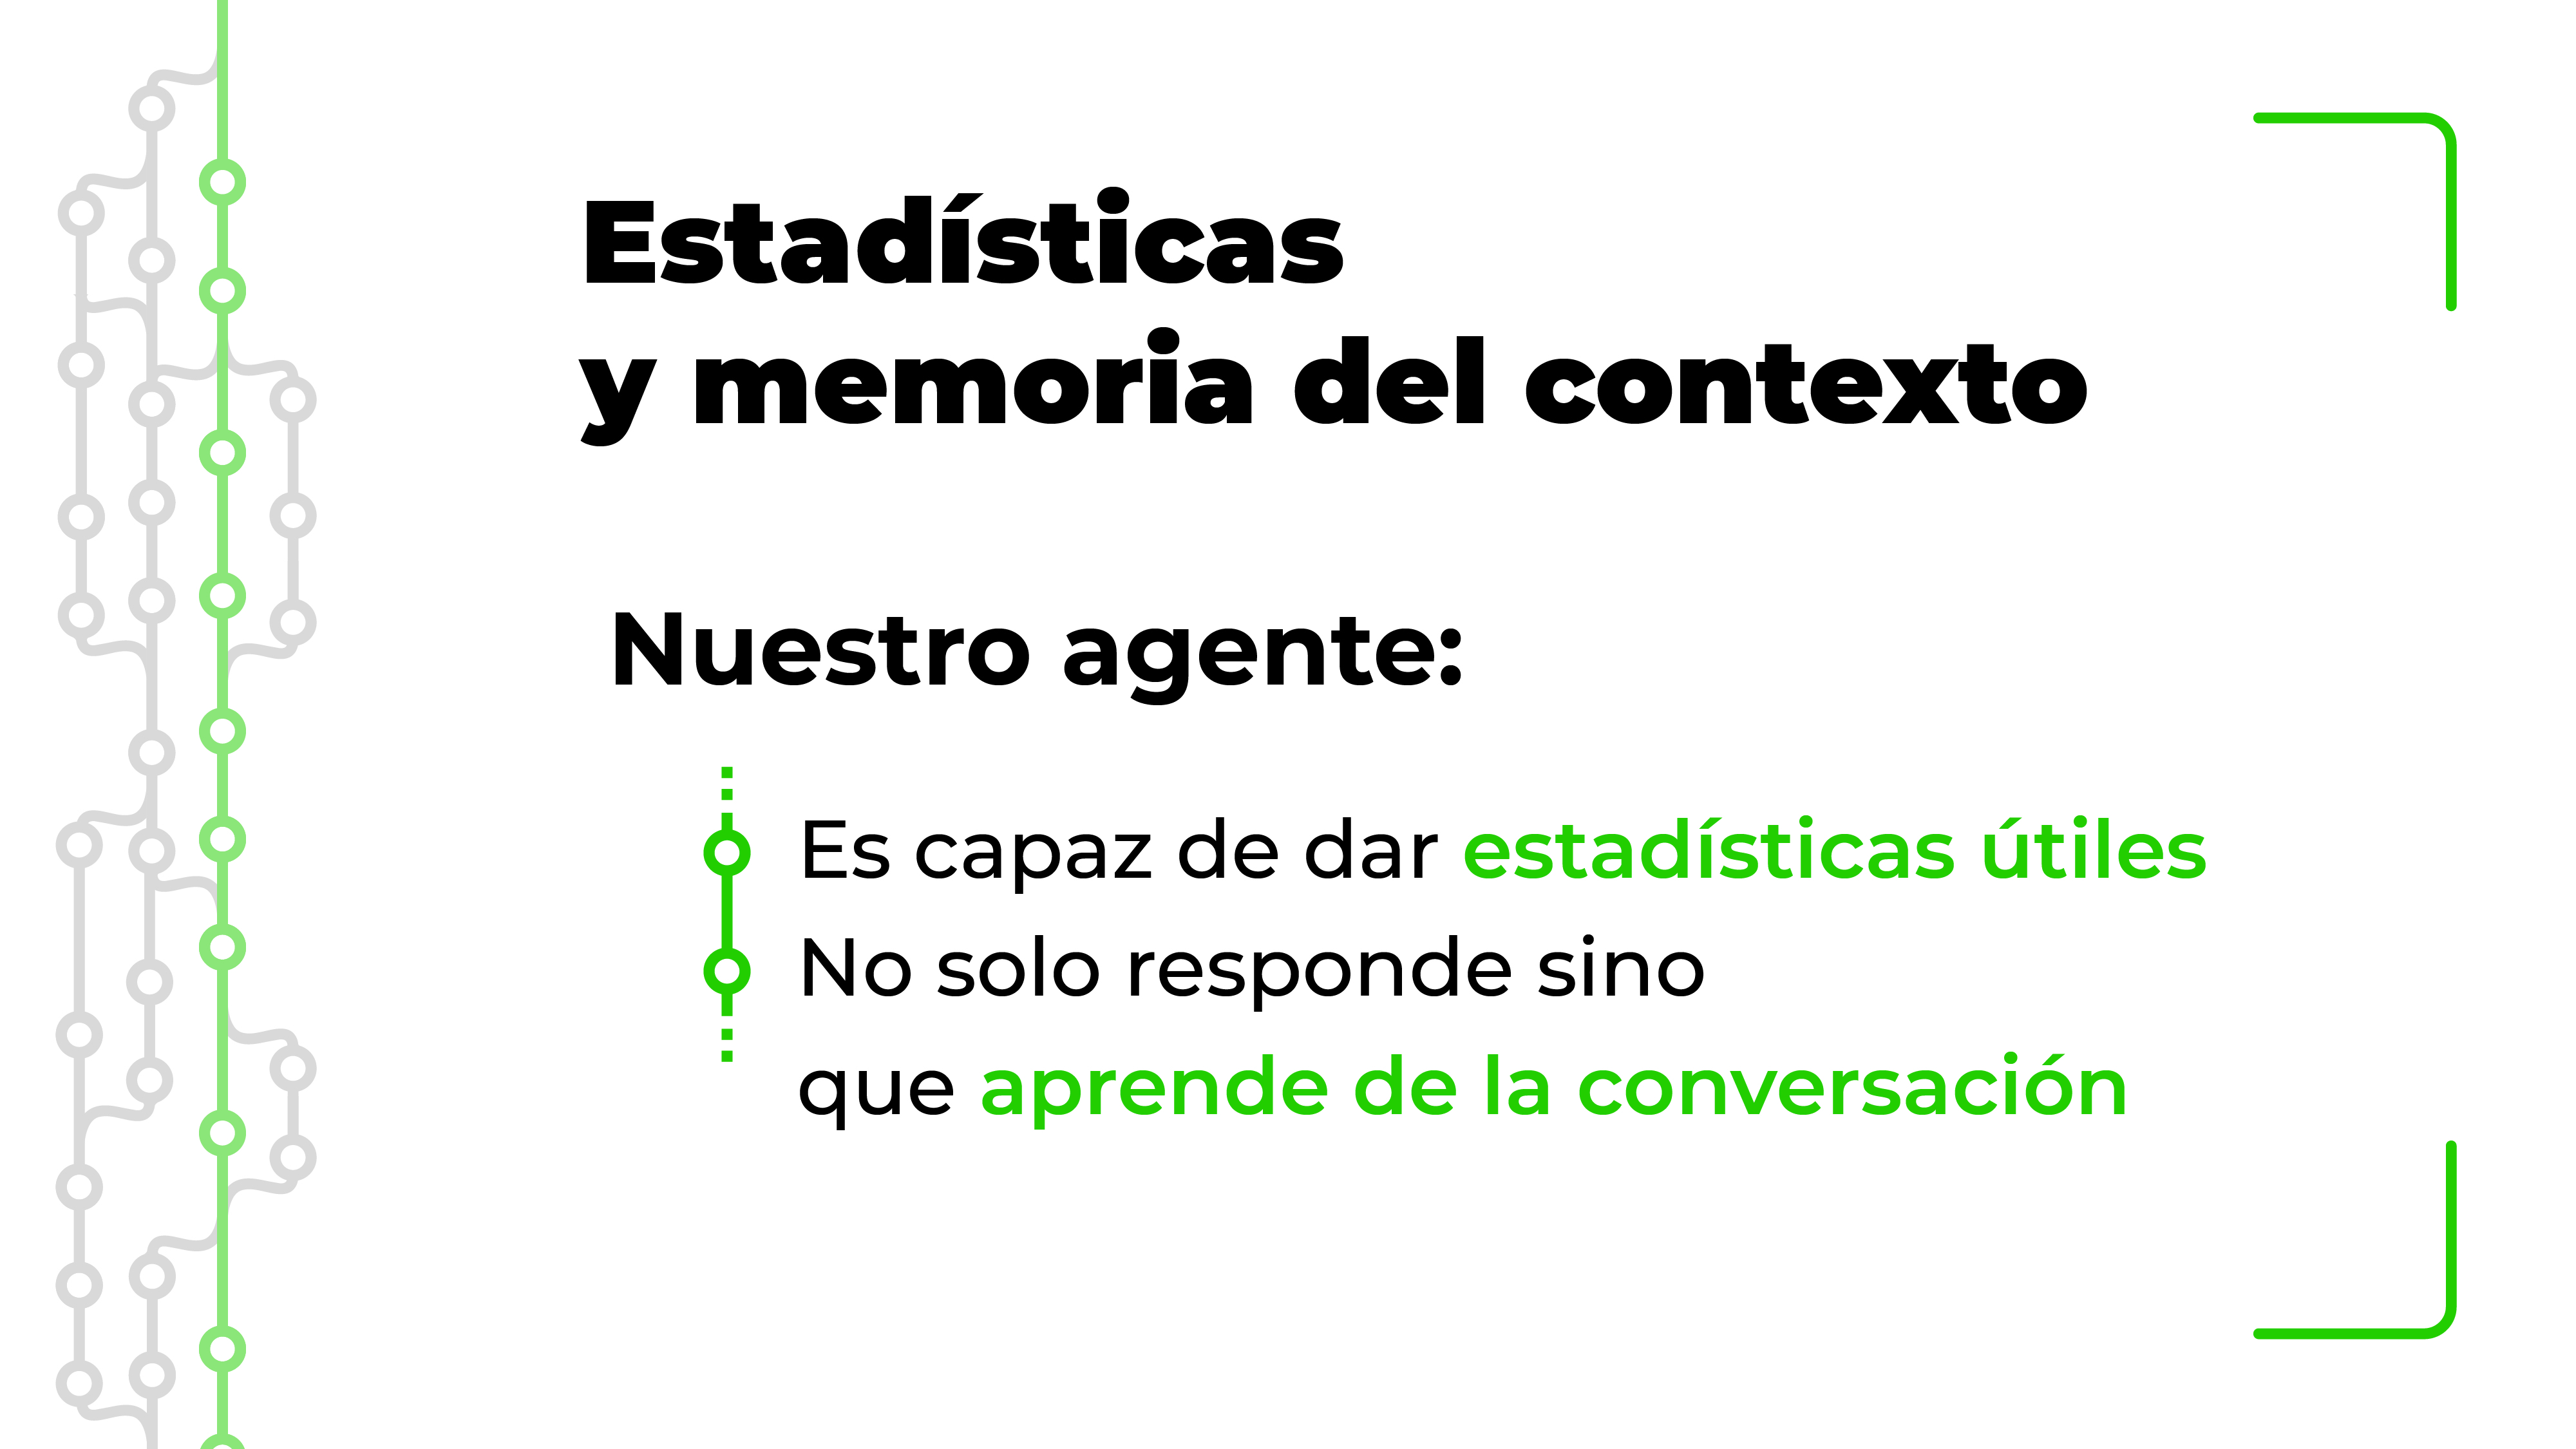 Estadísticas
y memoria del contexto
Nuestro agente:
Es capaz de dar estadísticas útiles
No solo responde sino
que aprende de la conversación